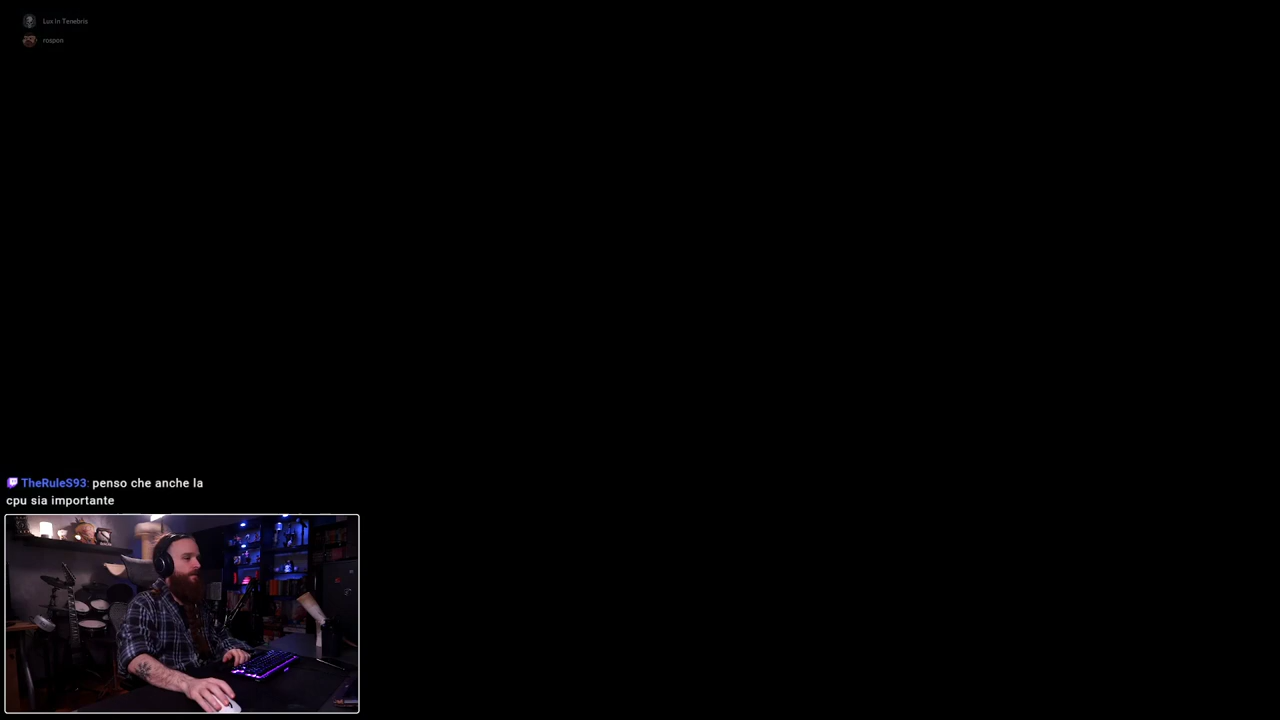 Lux In Tenebris
rospon
TheRuleS93: penso che anche la
cpu sia importante